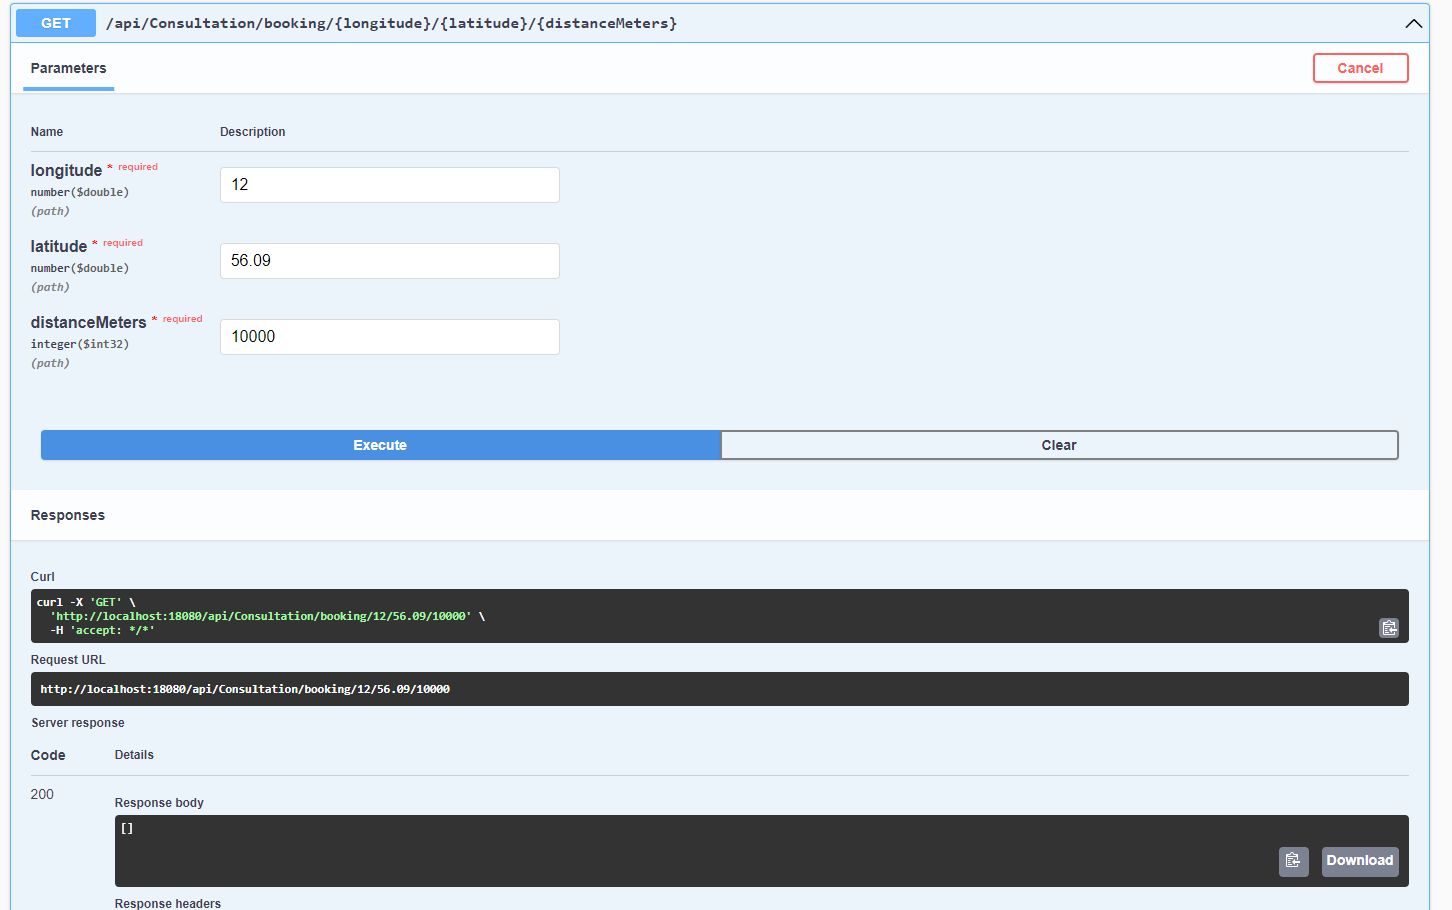 GET /api/Consultation/booking/{longitude}/{latitude}/{distanceMeters}
Parameters
Cancel
Name Description
longitude * required
number($double)
(path)
12
latitude * required
number($double)
(path)
56.09
distanceMeters * required
integer($int32)
(path)
10000
Execute Clear
Responses
Curl
curl -X 'GET' \
'http://localhost:18080/api/Consultation/booking/12/56.09/10000' \
-H 'accept: */*'
Request URL
http://localhost:18080/api/Consultation/booking/12/56.09/10000
Server response
Code Details
200
Response body
[]
Download
Response headers